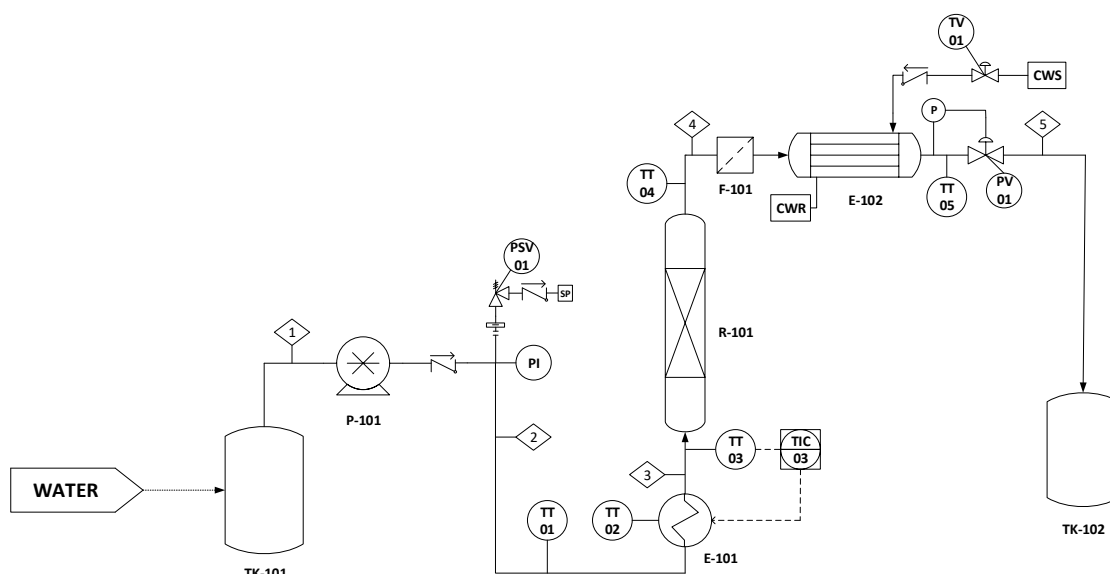 TV
01
CWS
4
P
5
TT
04
F-101
E-102
TT
05
PV
01
CWR
PSV
01
SP
R-101
1
PI
P-101
2
TT
03
TIC
03
3
WATER
TT
01
TT
02
E-101
TK-101
TK-102